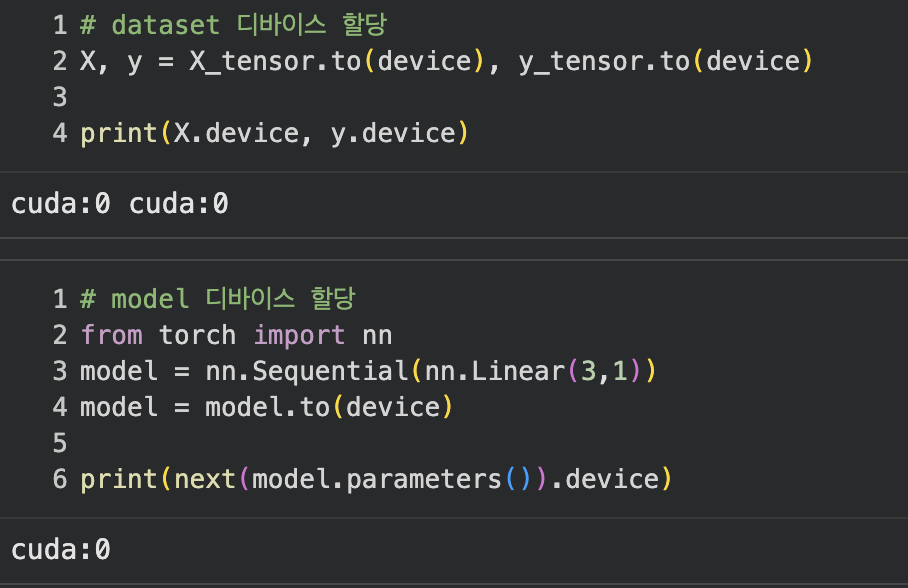 1 # dataset 디바이스 할당
2 X, y = X_tensor.to(device), y_tensor.to(device)
3
4 print(X.device, y.device)
cuda:0 cuda:0
1 # model 디바이스 할당
2 from torch import nn
3 model = nn.Sequential(nn.Linear(3,1))
4 model = model.to(device)
5
6 print(next(model.parameters()).device)
cuda:0